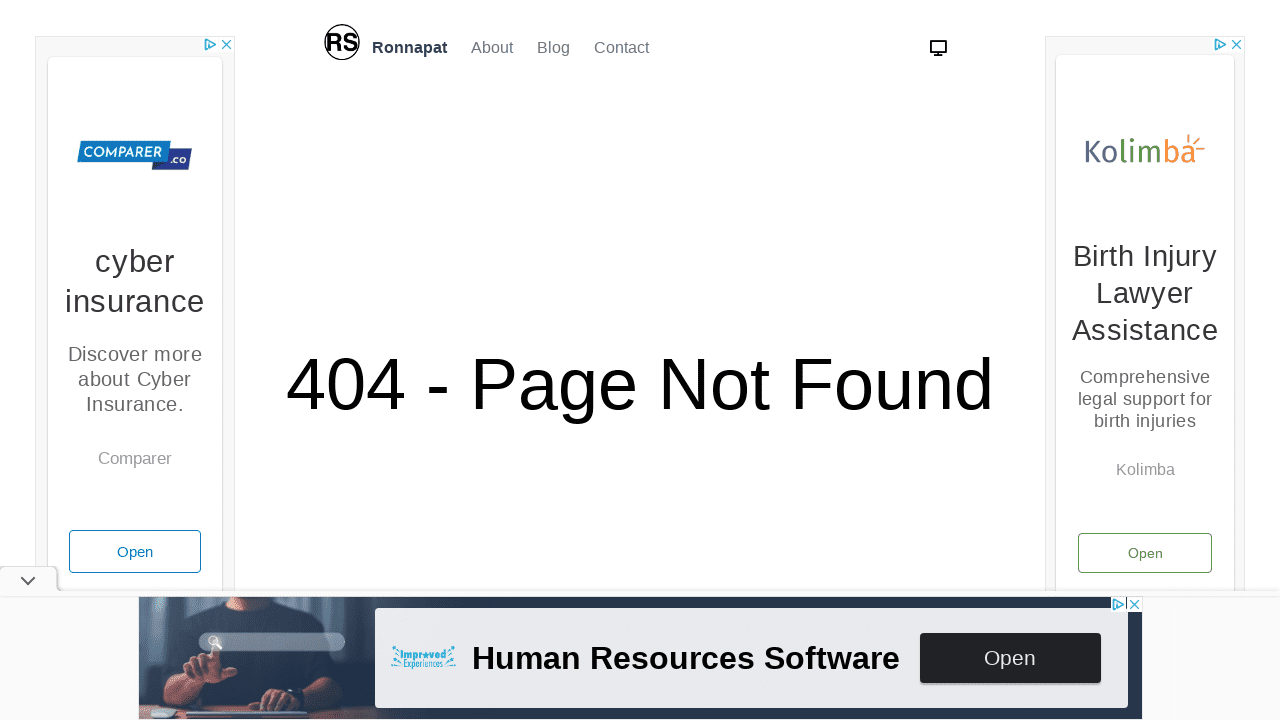 RS Ronnapat About Blog Contact
COMPARER
.co
cyber
insurance
Discover more
about Cyber
Insurance.
Comparer
Open
404 - Page Not Found
Kolimba
Birth Injury
Lawyer
Assistance
Comprehensive
legal support for
birth injuries
Kolimba
Open
Improved
Experiences
Human Resources Software
Open